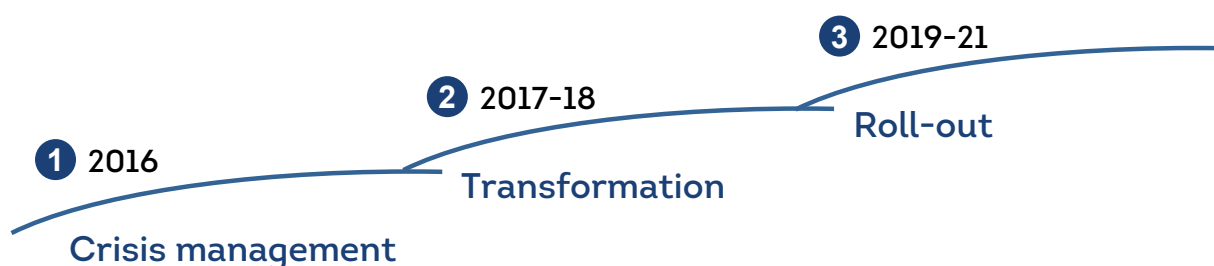 1 2016
Crisis management
2 2017-18
Transformation
3 2019-21
Roll-out